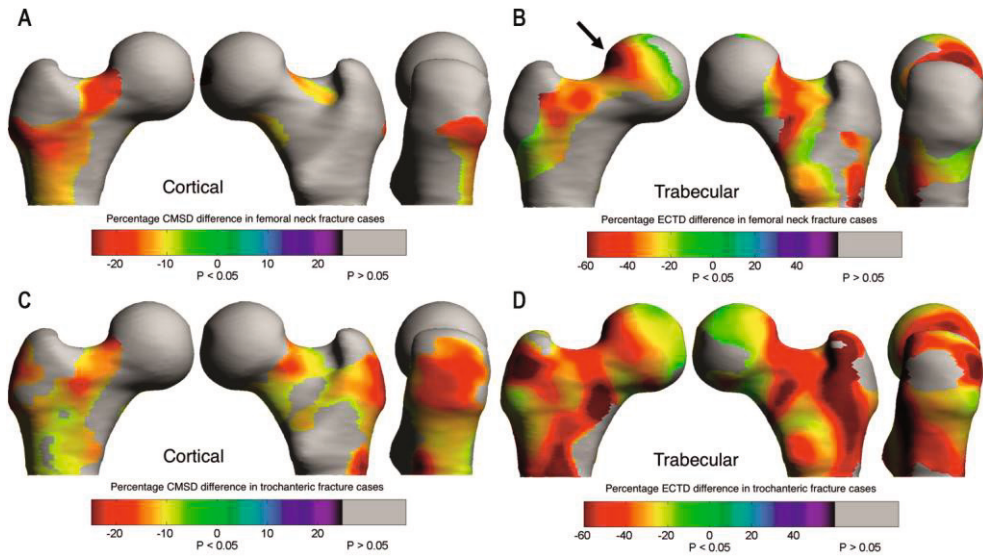 A
B
Cortical
Trabecular
Percentage CMSD difference in femoral neck fracture cases
-20 -10 0 10 20
P < 0.05 P > 0.05
Percentage ECTD difference in femoral neck fracture cases
-60 -40 -20 0 20 40
P < 0.05 P > 0.05
C
D
Cortical
Trabecular
Percentage CMSD difference in trochanteric fracture cases
-20 -10 0 10 20
P < 0.05 P > 0.05
Percentage ECTD difference in trochanteric fracture cases
-60 -40 -20 0 20 40
P < 0.05 P > 0.05